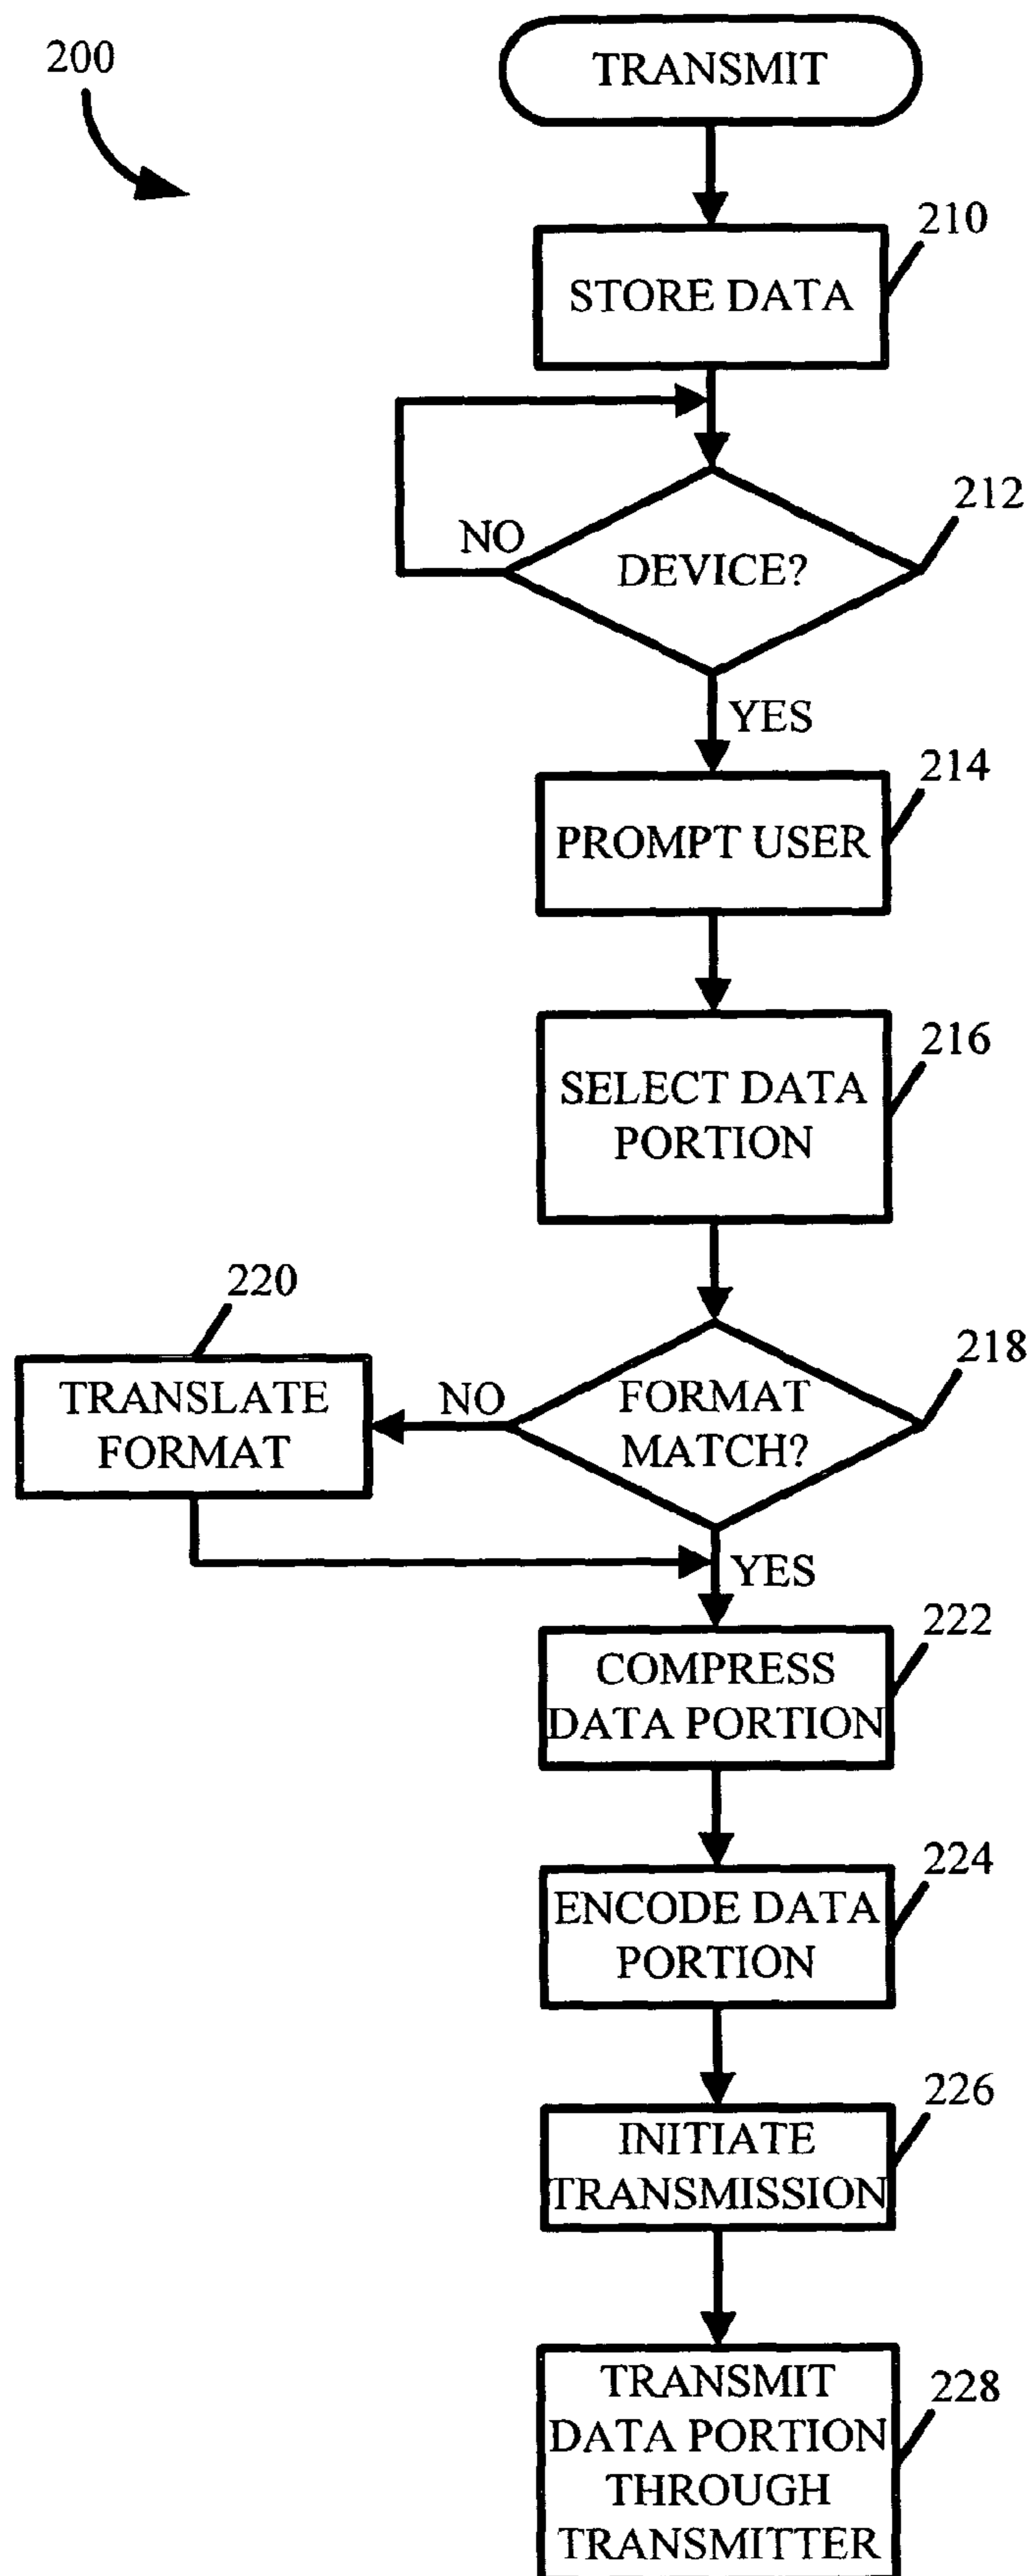 200
TRANSMIT
210
STORE DATA
212
NO
DEVICE?
YES
214
PROMPT USER
216
SELECT DATA
PORTION
220
218
TRANSLATE
FORMAT
NO
FORMAT
MATCH?
YES
222
COMPRESS
DATA PORTION
224
ENCODE DATA
PORTION
226
INITIATE
TRANSMISSION
228
TRANSMIT
DATA PORTION
THROUGH
TRANSMITTER